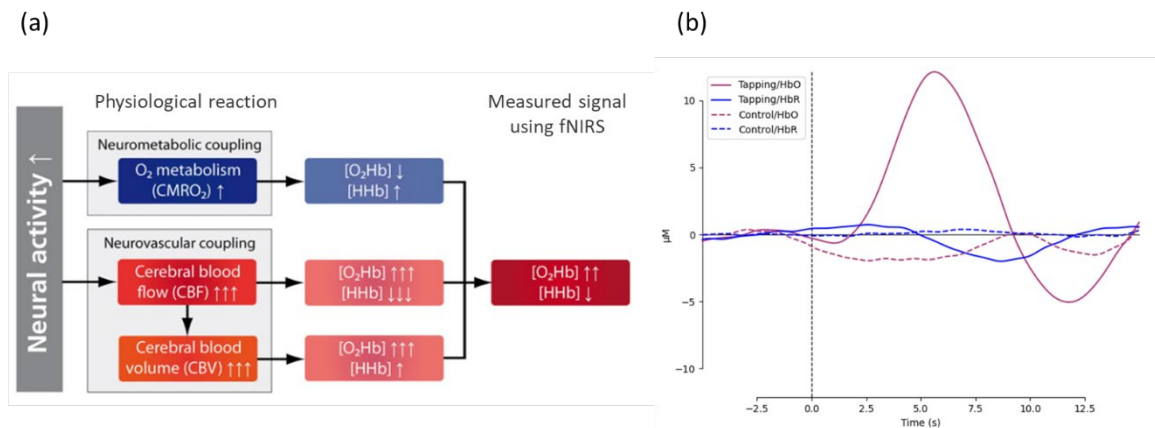 (a)
Physiological reaction
Measured signal
using fNIRS
Neural activity ↑
Neurometabolic coupling
O₂ metabolism
(CMRO₂) ↑
[O₂Hb] ↓
[HHb] ↑
Neurovascular coupling
Cerebral blood
flow (CBF) ↑↑↑
[O₂Hb] ↑↑↑
[HHb] ↓↓↓
[O₂Hb] ↑↑
[HHb] ↓
Cerebral blood
volume (CBV) ↑↑↑
[O₂Hb] ↑↑↑
[HHb] ↑
(b)
Tapping/HbO
Tapping/HbR
Control/HbO
Control/HbR
10
5
0
−5
−10
μM
−2.5 0.0 2.5 5.0 7.5 10.0 12.5
Time (s)